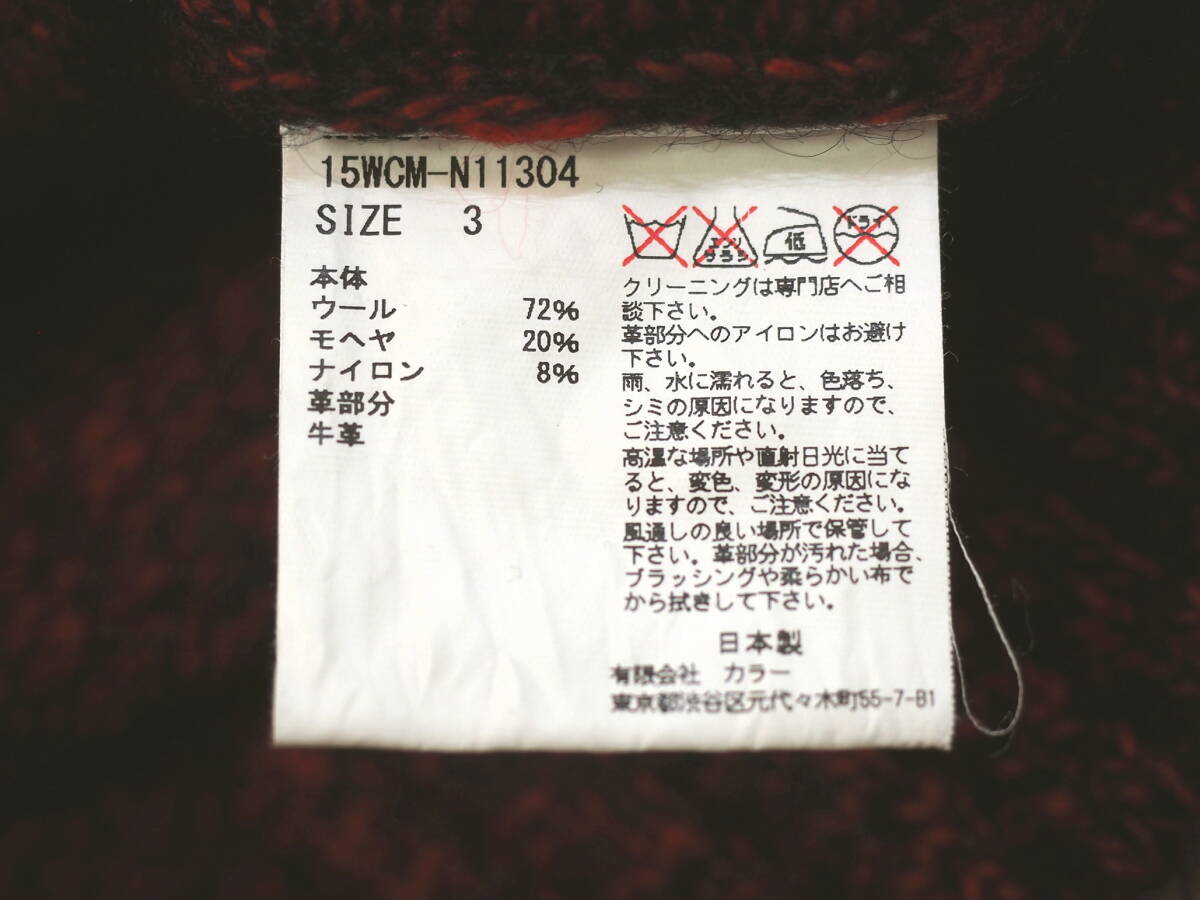 15WCM-N11304
SIZE 3
本体
ウール 72%
モヘヤ 20%
ナイロン 8%
革部分
牛革
エンソ サラシ 低 ドライ
クリーニングは専門店へご相
談下さい。
革部分へのアイロンはお避け
下さい。
雨、水に濡れると、色落ち、
シミの原因になりますので、
ご注意ください。
高温な場所や直射日光に当て
ると、変色、変形の原因にな
りますので、ご注意ください。
風通しの良い場所で保管して
下さい。革部分が汚れた場合、
ブラッシングや柔らかい布で
から拭きして下さい。
日本製
有限会社 カラー
東京都渋谷区元代々木町55-7-B1